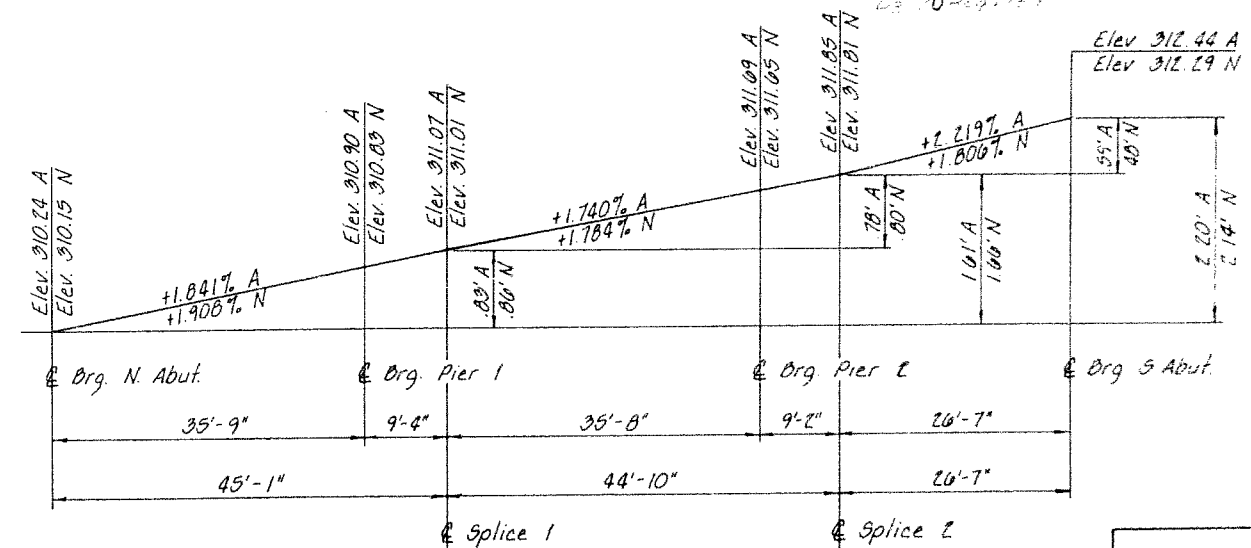 Elev. 310.24 A
Elev. 310.15 N
Elev. 310.90 A
Elev. 310.83 N
Elev. 311.07 A
Elev. 311.01 N
Elev. 311.69 A
Elev. 311.65 N
Elev. 311.85 A
Elev. 311.81 N
Elev 312.44 A
Elev 312.29 N
+1.841% A
+1.908% N
+1.740% A
+1.784% N
+2.219% A
+1.806% N
.83' A
.86' N
.78' A
.80' N
1.61' A
1.66' N
.48' N
2.20' A
2.14' N
℄ Brg. N. Abut.
℄ Brg. Pier 1
℄ Brg. Pier 2
℄ Brg S Abut.
35'-9"
9'-4"
35'-8"
9'-2"
26'-7"
45'-1"
44'-10"
26'-7"
℄ Splice 1
℄ Splice 2